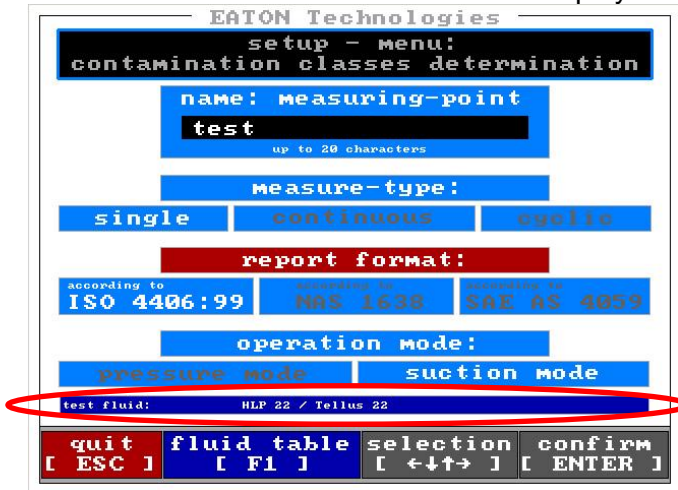 EATON Technologies
setup - menu:
contamination classes determination
name: measuring-point
test
up to 20 characters
measure-type:
single continuous cyclic
report format:
according to according to according to
ISO 4406:99 NAS 1638 SAE AS 4059
operation mode:
pressure mode suction mode
test fluid: HLP 22 / Tellus 22
quit fluid table selection confirm
[ ESC ] [ F1 ] [ ←↓↑→ ] [ ENTER ]